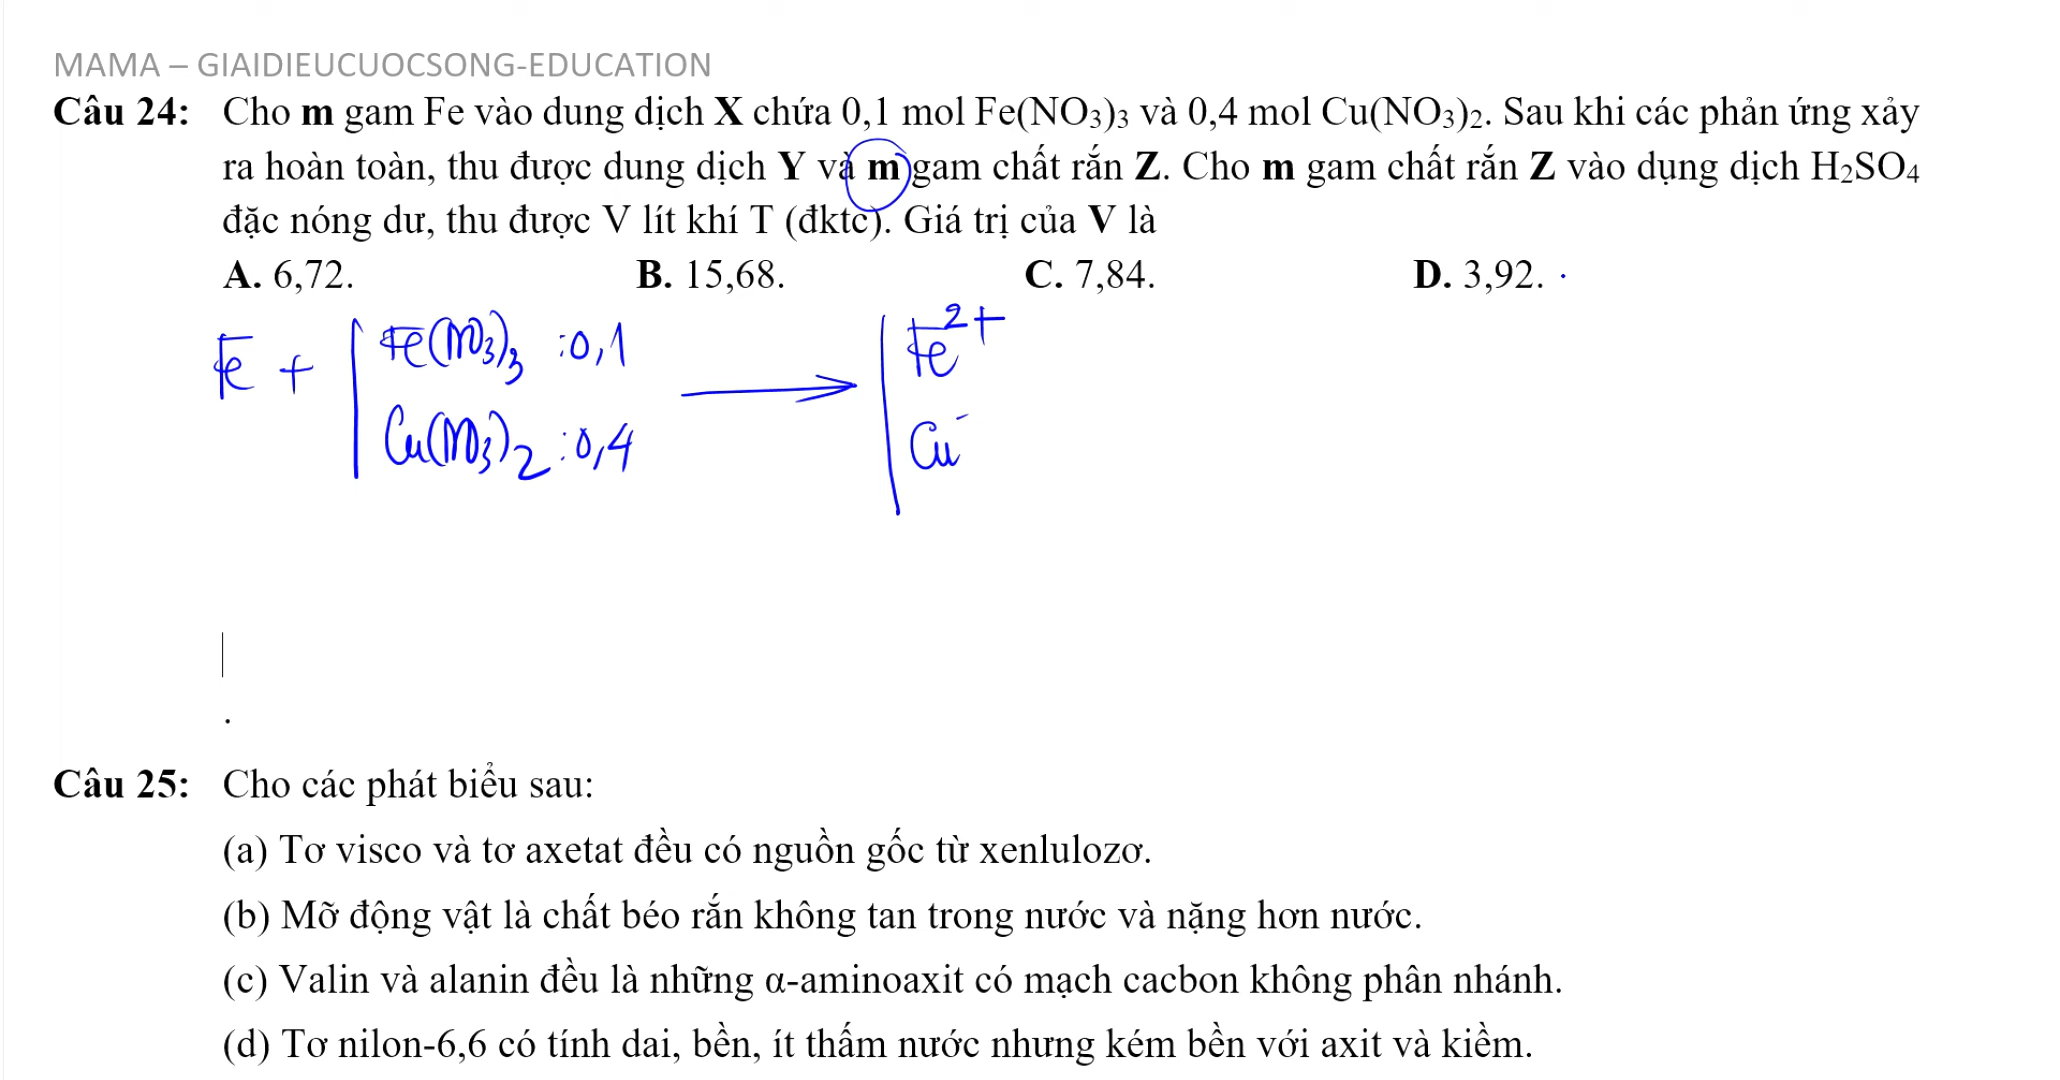 MAMA – GIAIDIEUCUOCSONG-EDUCATION
Câu 24: Cho m gam Fe vào dung dịch X chứa 0,1 mol Fe(NO₃)₃ và 0,4 mol Cu(NO₃)₂. Sau khi các phản ứng xảy
ra hoàn toàn, thu được dung dịch Y và m gam chất rắn Z. Cho m gam chất rắn Z vào dụng dịch H₂SO₄
đặc nóng dư, thu được V lít khí T (đktc). Giá trị của V là
A. 6,72. B. 15,68. C. 7,84. D. 3,92.
Fe + Fe(NO₃)₃ : 0,1 → Fe²⁺
Cu(NO₃)₂ : 0,4 Cu
Câu 25: Cho các phát biểu sau:
(a) Tơ visco và tơ axetat đều có nguồn gốc từ xenlulozơ.
(b) Mỡ động vật là chất béo rắn không tan trong nước và nặng hơn nước.
(c) Valin và alanin đều là những α-aminoaxit có mạch cacbon không phân nhánh.
(d) Tơ nilon-6,6 có tính dai, bền, ít thấm nước nhưng kém bền với axit và kiềm.